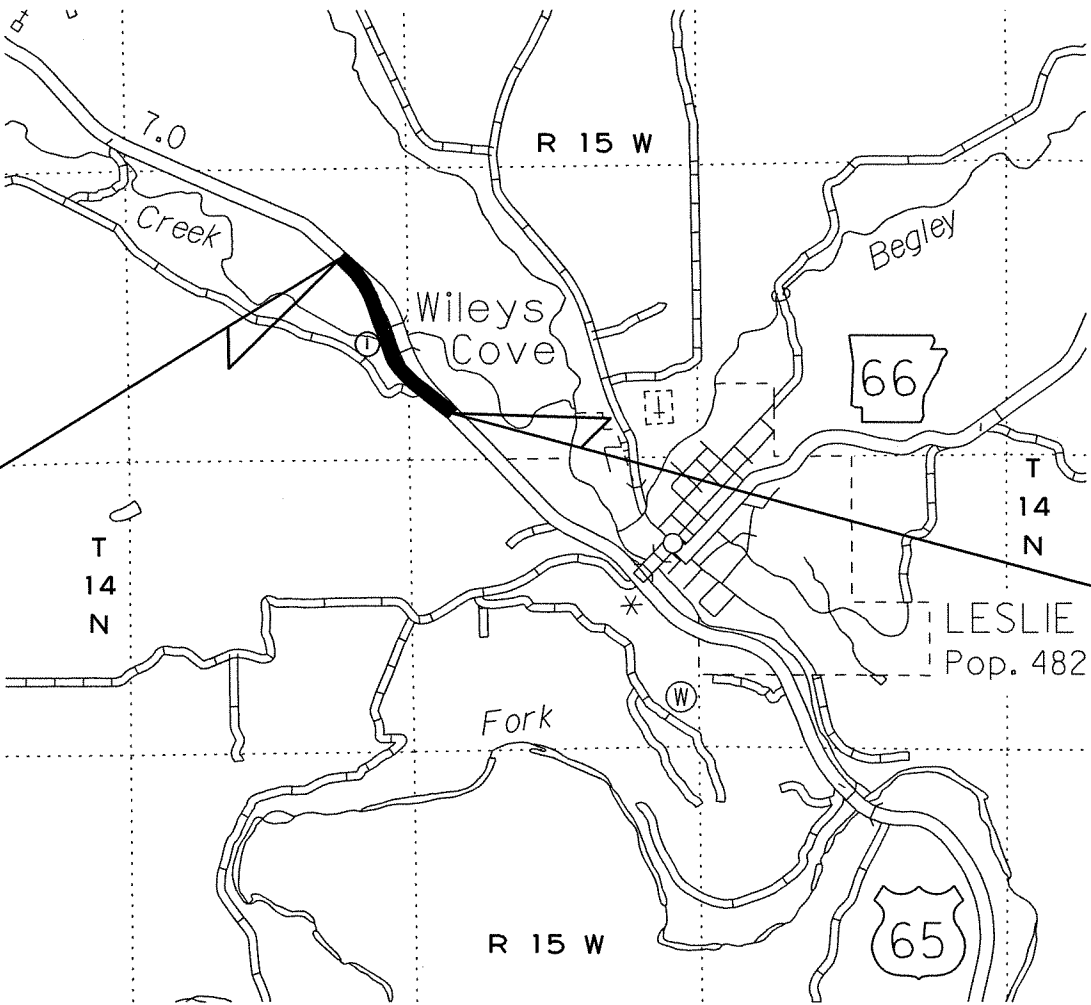 7.0
R 15 W
Creek
Begley
Wileys
Cove
66
T
14
N
T
14
N
LESLIE
Pop. 482
W
Fork
R 15 W
65